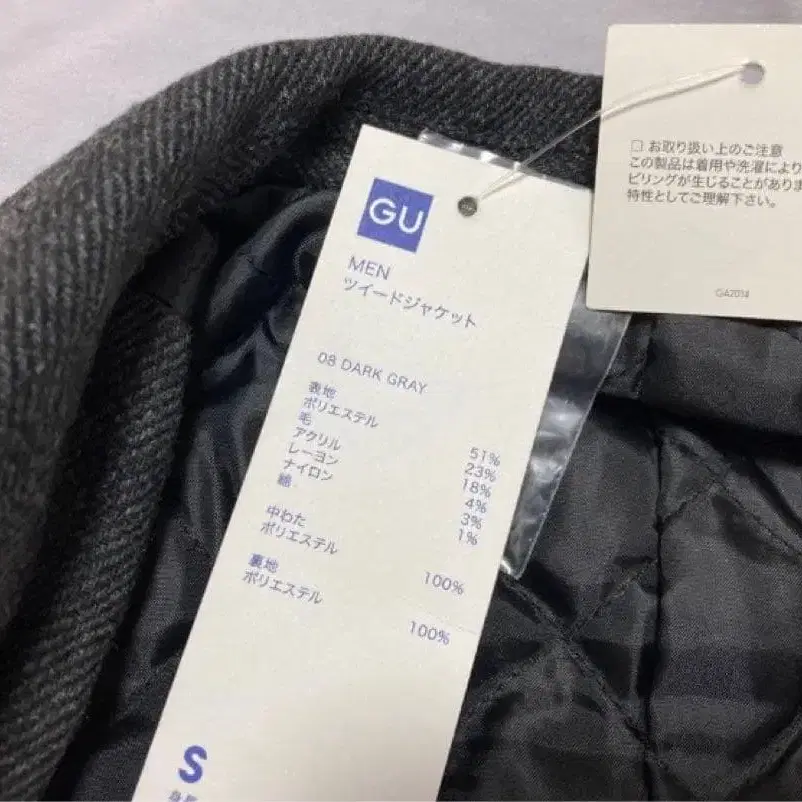 GU
MEN
ツイードジャケット
08 DARK GRAY
表地
ポリエステル 51%
毛 23%
アクリル 18%
レーヨン 4%
ナイロン 3%
綿 1%
中わた
ポリエステル 100%
裏地
ポリエステル 100%
S
身長
□ お取り扱い上のご注意
この製品は着用や洗濯により
ピリングが生じることがありま
特性としてご理解下さい。
GA2014